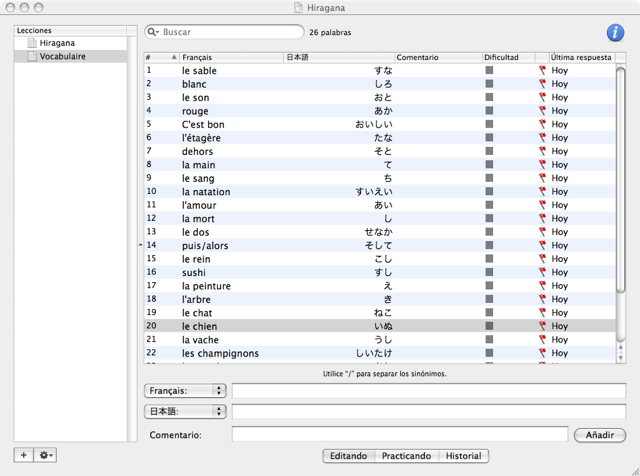 Hiragana
Lecciones
Hiragana
Vocabulaire
Buscar
26 palabras
# Français 日本語 Comentario Dificultad Última respuesta
1 le sable すな Hoy
2 blanc しろ Hoy
3 le son おと Hoy
4 rouge あか Hoy
5 C'est bon おいしい Hoy
6 l'étagère たな Hoy
7 dehors そと Hoy
8 la main て Hoy
9 le sang ち Hoy
10 la natation すいえい Hoy
11 l'amour あい Hoy
12 la mort し Hoy
13 le dos せなか Hoy
14 puis/alors そして Hoy
15 le rein こし Hoy
16 sushi すし Hoy
17 la peinture え Hoy
18 l'arbre き Hoy
19 le chat ねこ Hoy
20 le chien いぬ Hoy
21 la vache うし Hoy
22 les champignons しいたけ Hoy
Utilice "/" para separar los sinónimos.
Français:
日本語:
Comentario:
Añadir
Editando Practicando Historial